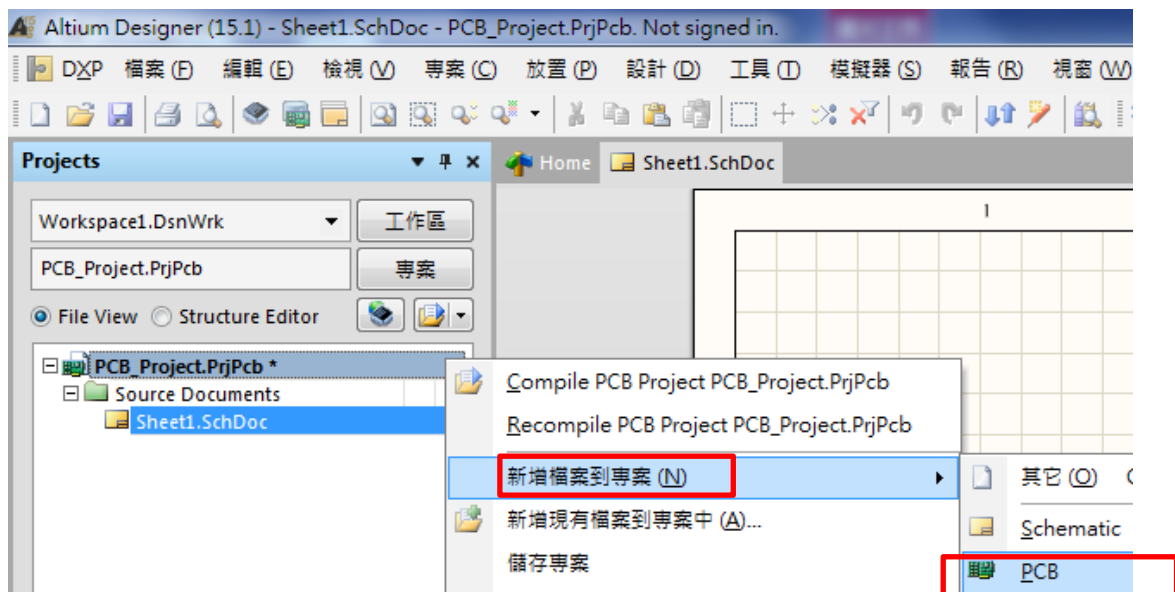 Altium Designer (15.1) - Sheet1.SchDoc - PCB_Project.PrjPcb. Not signed in.
DXP 檔案 (F) 編輯 (E) 檢視 (V) 專案 (C) 放置 (P) 設計 (D) 工具 (T) 模擬器 (S) 報告 (R) 視窗 (W)
Projects
Home Sheet1.SchDoc
Workspace1.DsnWrk 工作區
1
PCB_Project.PrjPcb 專案
File View Structure Editor
PCB_Project.PrjPcb *
Source Documents
Sheet1.SchDoc
Compile PCB Project PCB_Project.PrjPcb
Recompile PCB Project PCB_Project.PrjPcb
新增檔案到專案 (N)
其它 (O)
新增現有檔案到專案中 (A)...
Schematic
儲存專案
PCB